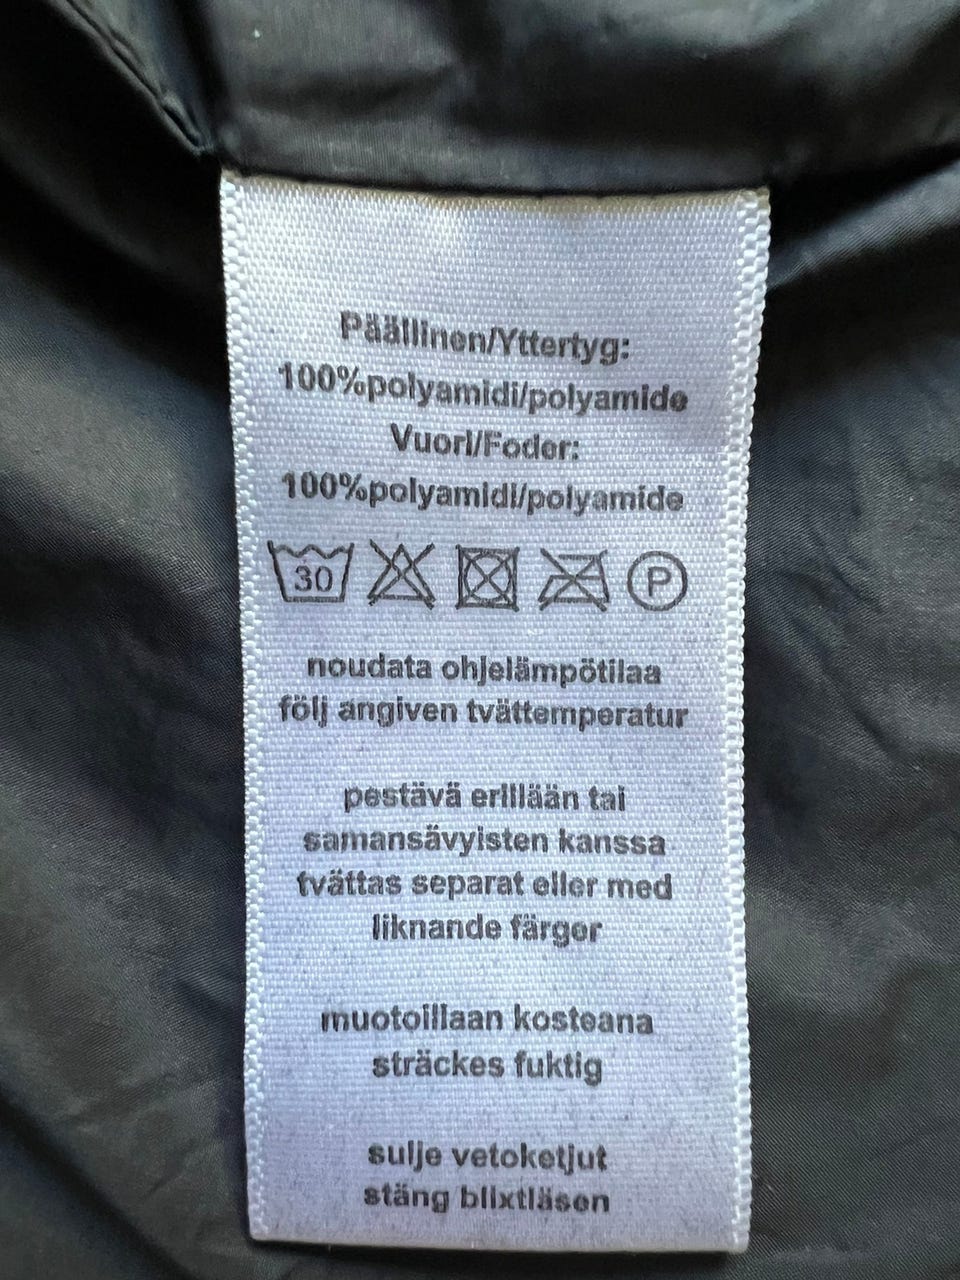 Päällinen/Yttertyg:
100%polyamidi/polyamide
Vuori/Foder:
100%polyamidi/polyamide
30 P
noudata ohjelämpötilaa
följ angiven tvättemperatur
pestävä erillään tai
samansävyisten kanssa
tvättas separat eller med
liknande färger
muotoillaan kosteana
sträckes fuktig
sulje vetoketjut
stäng blixtlåsen